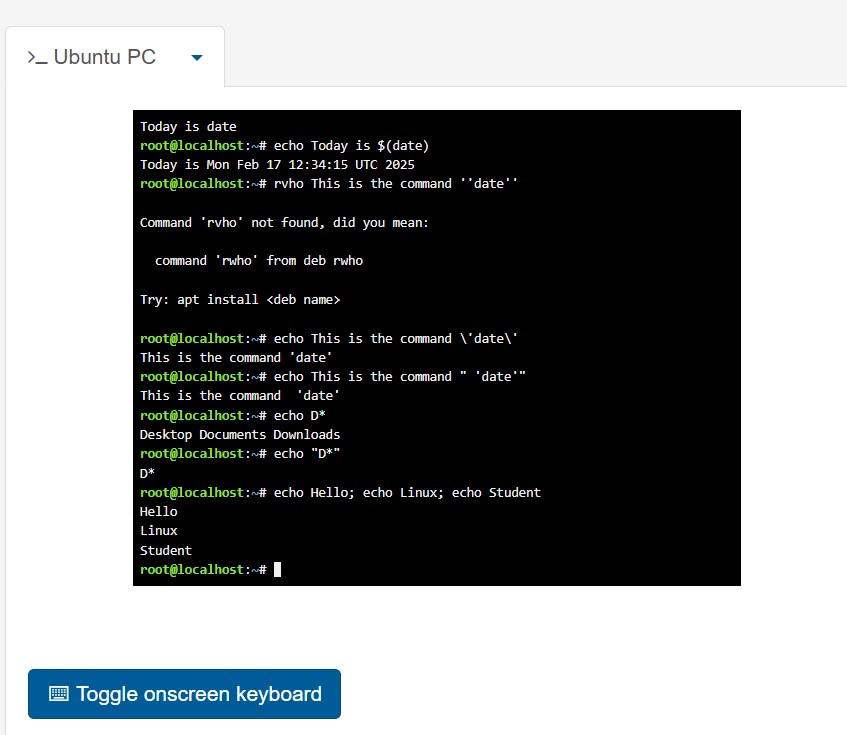 >_ Ubuntu PC
Today is date
root@localhost:~# echo Today is $(date)
Today is Mon Feb 17 12:34:15 UTC 2025
root@localhost:~# rvho This is the command ''date''
Command 'rvho' not found, did you mean:
  command 'rwho' from deb rwho
Try: apt install <deb name>
root@localhost:~# echo This is the command \'date\'
This is the command 'date'
root@localhost:~# echo This is the command " 'date'"
This is the command  'date'
root@localhost:~# echo D*
Desktop Documents Downloads
root@localhost:~# echo "D*"
D*
root@localhost:~# echo Hello; echo Linux; echo Student
Hello
Linux
Student
root@localhost:~#
Toggle onscreen keyboard